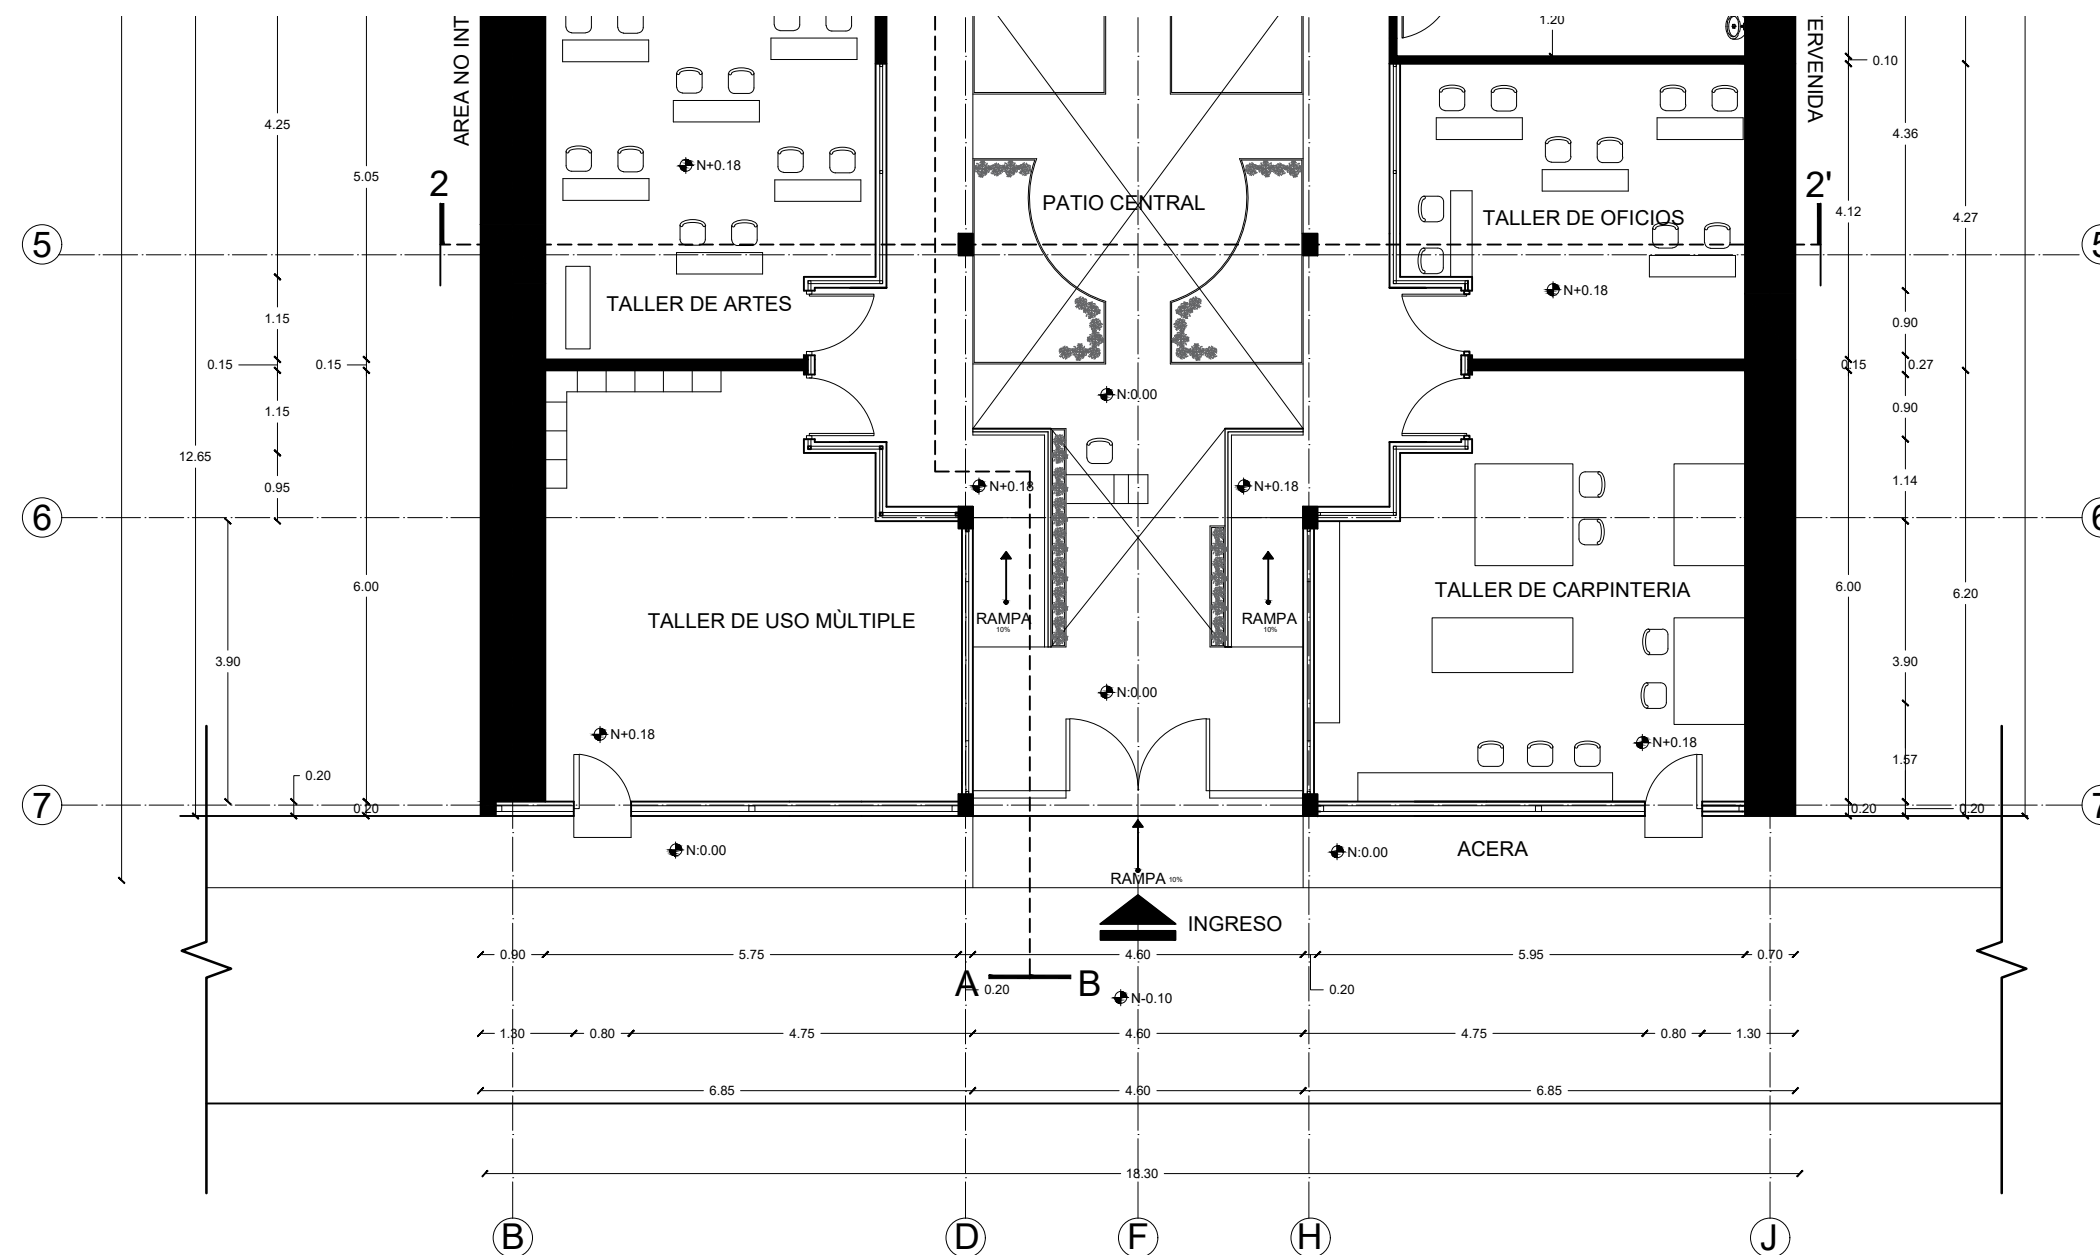 AREA NO INT
1.20
ERVENIDA
0.10
4.25
4.36
N+0.18
5.05
2
2'
PATIO CENTRAL
TALLER DE OFICIOS
4.12
4.27
5
5
N+0.18
TALLER DE ARTES
1.15
0.90
0.15
0.15
0.15
0.27
N:0.00
1.15
0.90
12.65
0.95
N+0.18
N+0.18
1.14
6
6
6.00
TALLER DE CARPINTERIA
6.00
6.20
RAMPA
10%
RAMPA
10%
TALLER DE USO MÙLTIPLE
3.90
3.90
N:0.00
N+0.18
N+0.18
1.57
0.20
7
0.20
0.20
0.20
7
N:0.00
N:0.00
ACERA
RAMPA 10%
INGRESO
0.90
5.75
4.60
5.95
0.70
A
B
0.20
0.20
N-0.10
1.30
0.80
4.75
4.60
4.75
0.80
1.30
6.85
4.60
6.85
18.30
B
D
F
H
J